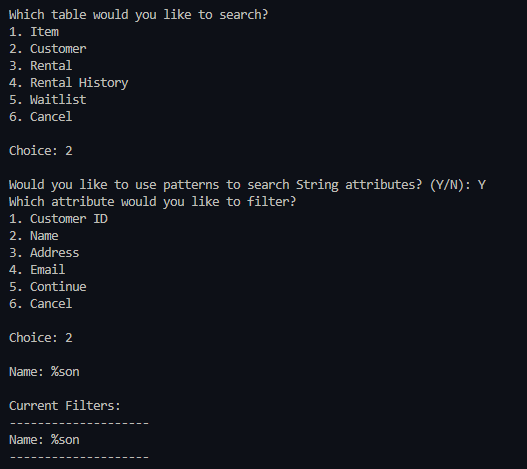 Which table would you like to search?
1. Item
2. Customer
3. Rental
4. Rental History
5. Waitlist
6. Cancel
Choice: 2
Would you like to use patterns to search String attributes? (Y/N): Y
Which attribute would you like to filter?
1. Customer ID
2. Name
3. Address
4. Email
5. Continue
6. Cancel
Choice: 2
Name: %son
Current Filters:
--------------------
Name: %son
--------------------